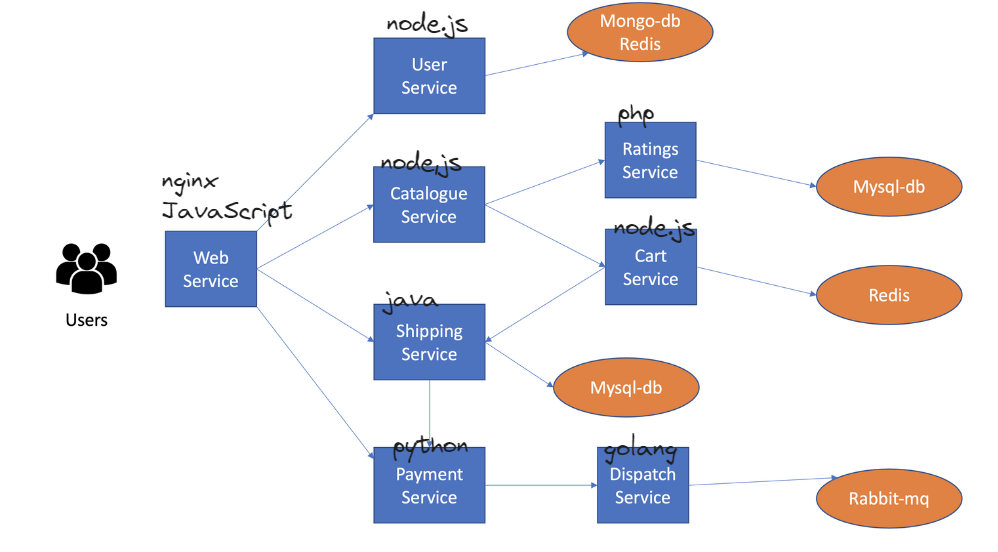 node.js
User
Service
Mongo-db
Redis
php
Ratings
Service
Mysql-db
node.js
Catalogue
Service
nginx
JavaScript
Web
Service
Users
node.js
Cart
Service
Redis
java
Shipping
Service
Mysql-db
python
Payment
Service
golang
Dispatch
Service
Rabbit-mq